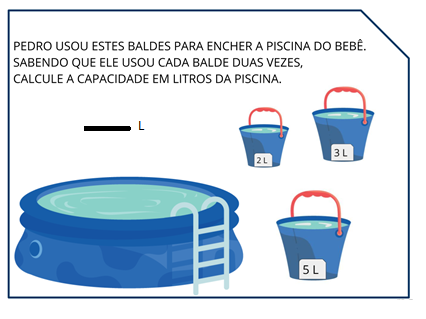 PEDRO USOU ESTES BALDES PARA ENCHER A PISCINA DO BEBÊ.
SABENDO QUE ELE USOU CADA BALDE DUAS VEZES,
CALCULE A CAPACIDADE EM LITROS DA PISCINA.
L
2 L
3 L
5 L